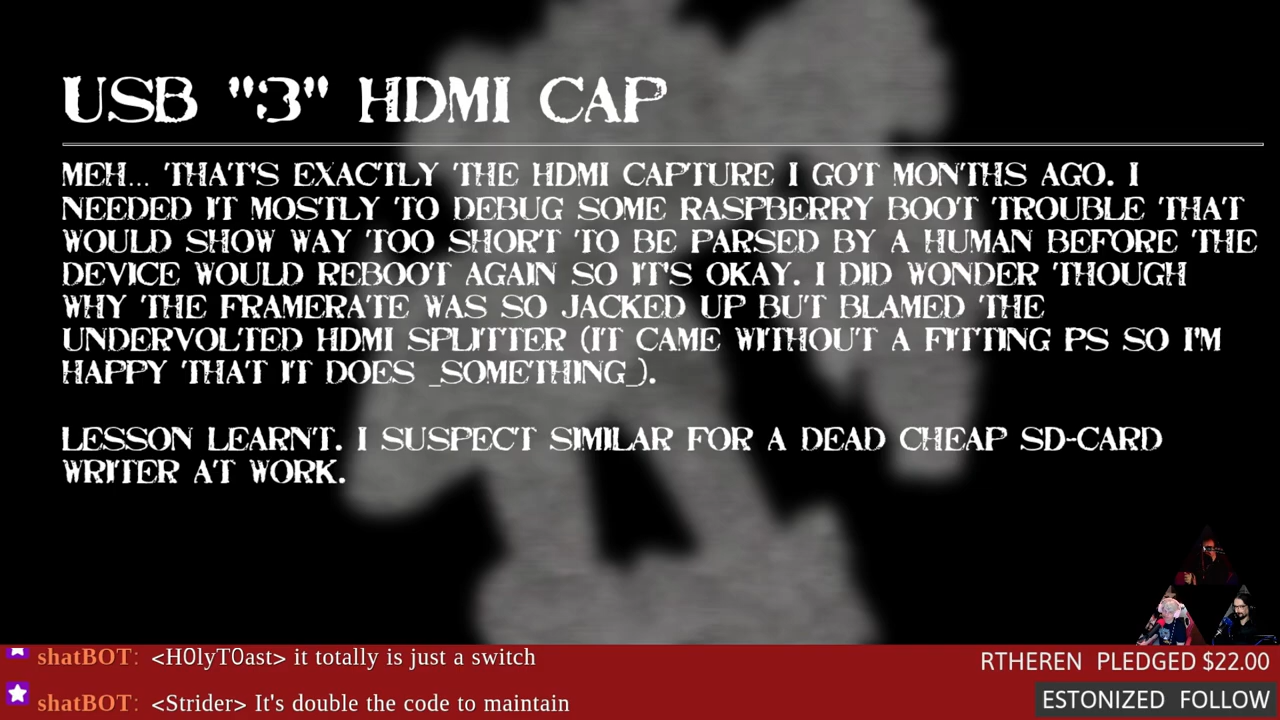 USB "3" HDMI CAP
MEH... THAT'S EXACTLY THE HDMI CAPTURE I GOT MONTHS AGO. I
NEEDED IT MOSTLY TO DEBUG SOME RASPBERRY BOOT TROUBLE THAT
WOULD SHOW WAY TOO SHORT TO BE PARSED BY A HUMAN BEFORE THE
DEVICE WOULD REBOOT AGAIN SO IT'S OKAY. I DID WONDER THOUGH
WHY THE FRAMERATE WAS SO JACKED UP BUT BLAMED THE
UNDERVOLTED HDMI SPLITTER (IT CAME WITHOUT A FITTING PS SO I'M
HAPPY THAT IT DOES _SOMETHING_).
LESSON LEARNT. I SUSPECT SIMILAR FOR A DEAD CHEAP SD-CARD
WRITER AT WORK.
shatBOT: <H0lyT0ast> it totally is just a switch
RTHEREN PLEDGED $22.00
shatBOT: <Strider> It's double the code to maintain
ESTONIZED FOLLOW